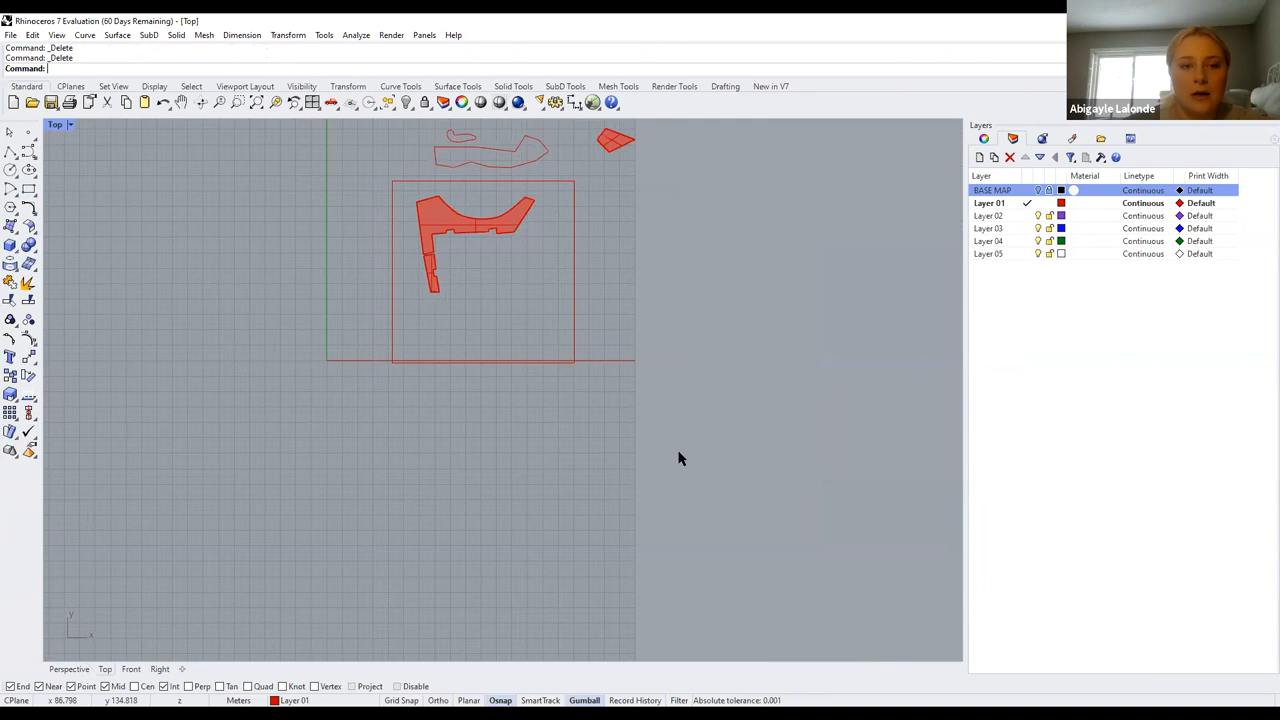 Rhinoceros 7 Evaluation (60 Days Remaining) - [Top]
File Edit View Curve Surface SubD Solid Mesh Dimension Transform Tools Analyze Render Panels Help
Command: _Delete
Command: _Delete
Command:
Abigayle Lalonde
Standard CPlanes Set View Display Select Viewport Layout Visibility Transform Curve Tools Surface Tools Solid Tools SubD Tools Mesh Tools Render Tools Drafting New in V7
Top
Layers
Layer Material Linetype Print Width
BASE MAP Continuous Default
Layer 01 Continuous Default
Layer 02 Continuous Default
Layer 03 Continuous Default
Layer 04 Continuous Default
Layer 05 Continuous Default
y
x
Perspective Top Front Right
End Near Point Mid Cen Int Perp Tan Quad Knot Vertex Project Disable
CPlane x 86.798 y 134.818 z Meters Layer 01 Grid Snap Ortho Planar Osnap SmartTrack Gumball Record History Filter Absolute tolerance: 0.001